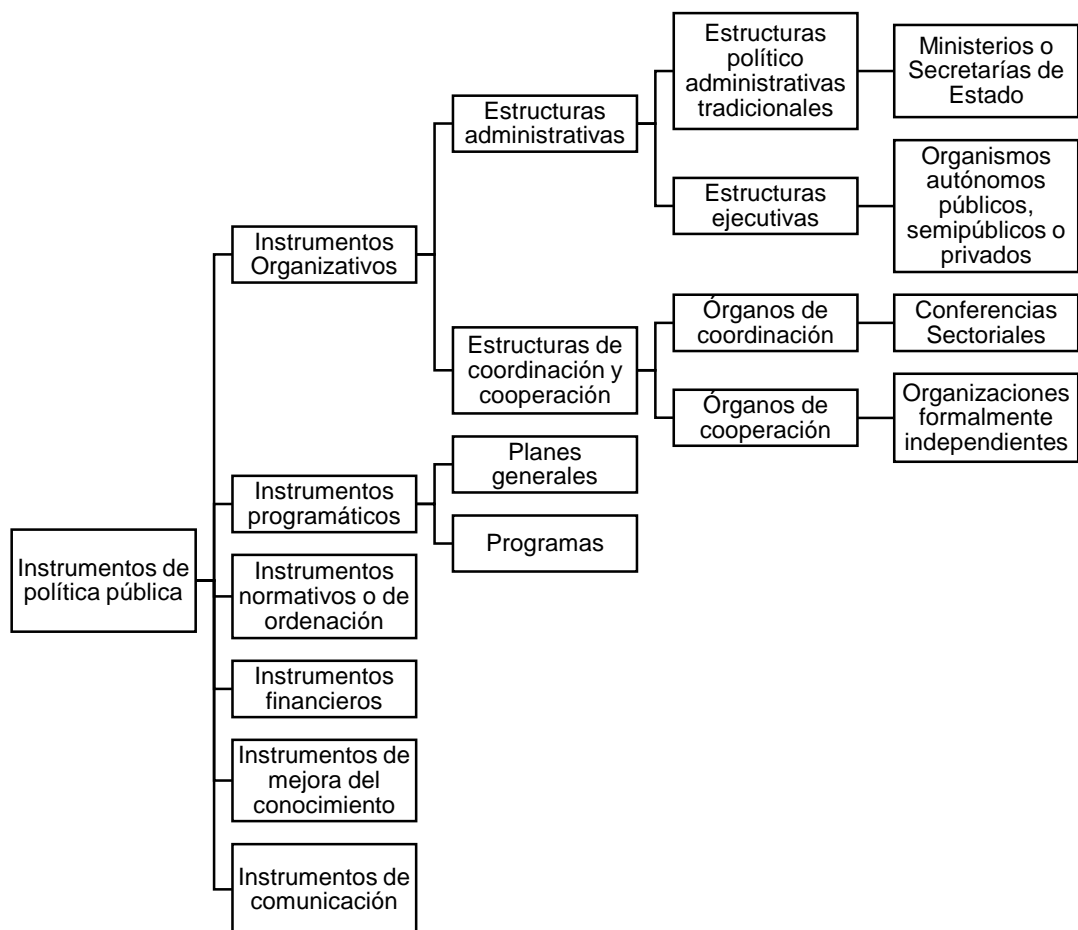 Instrumentos de
política pública
Instrumentos
Organizativos
Estructuras
administrativas
Estructuras
político
administrativas
tradicionales
Ministerios o
Secretarías de
Estado
Estructuras
ejecutivas
Organismos
autónomos
públicos,
semipúblicos o
privados
Estructuras de
coordinación y
cooperación
Órganos de
coordinación
Conferencias
Sectoriales
Órganos de
cooperación
Organizaciones
formalmente
independientes
Instrumentos
programáticos
Planes
generales
Programas
Instrumentos
normativos o de
ordenación
Instrumentos
financieros
Instrumentos de
mejora del
conocimiento
Instrumentos de
comunicación